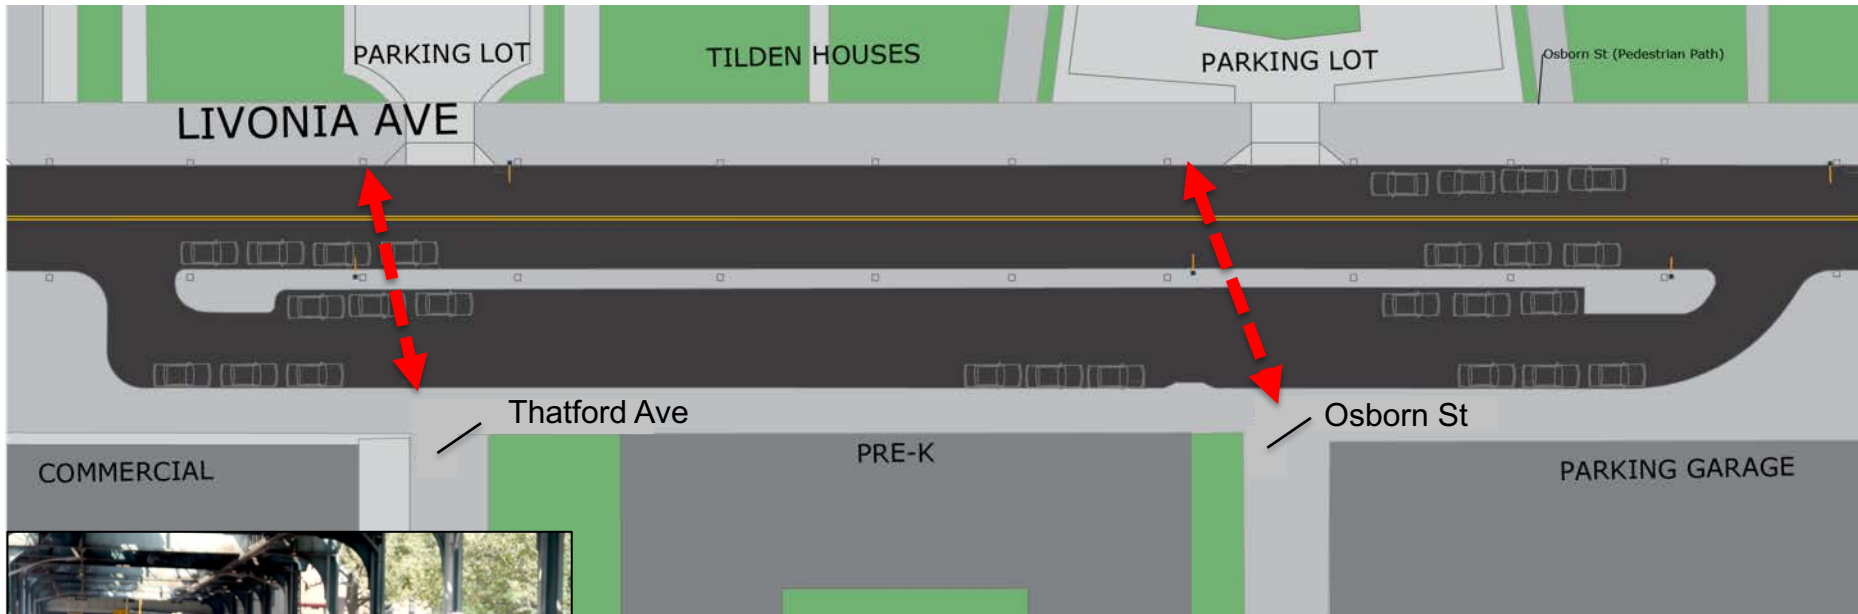 PARKING LOT
TILDEN HOUSES
PARKING LOT
Osborn St (Pedestrian Path)
LIVONIA AVE
Thatford Ave
Osborn St
COMMERCIAL
PRE-K
PARKING GARAGE